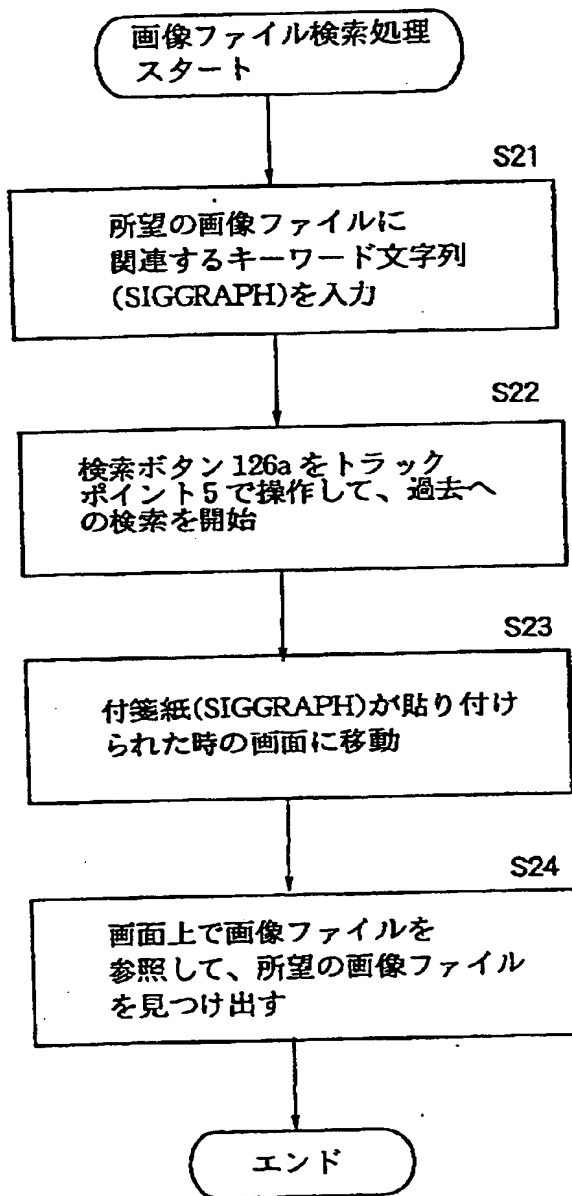 画像ファイル検索処理
スタート
S21
所望の画像ファイルに
関連するキーワード文字列
(SIGGRAPH)を入力
S22
検索ボタン126aをトラック
ポイント5で操作して、過去へ
の検索を開始
S23
付箋紙(SIGGRAPH)が貼り付け
られた時の画面に移動
S24
画面上で画像ファイルを
参照して、所望の画像ファイル
を見つけ出す
エンド